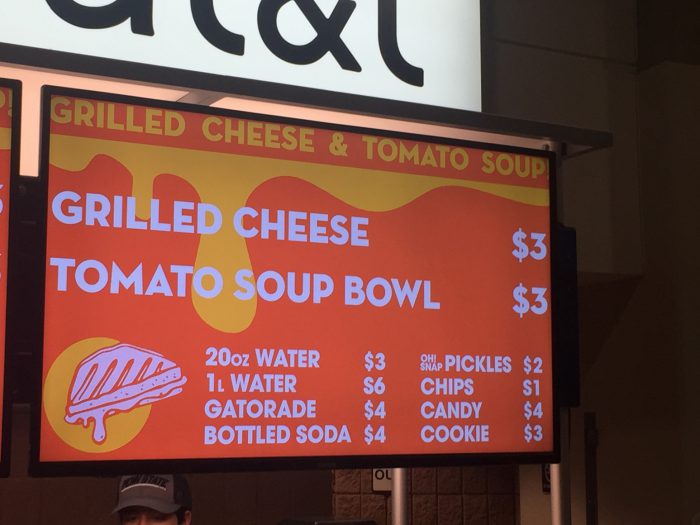 GRILLED CHEESE & TOMATO SOUP
GRILLED CHEESE $3
TOMATO SOUP BOWL $3
20oz WATER $3
1L WATER $6
GATORADE $4
BOTTLED SODA $4
OH! SNAP PICKLES $2
CHIPS $1
CANDY $4
COOKIE $3